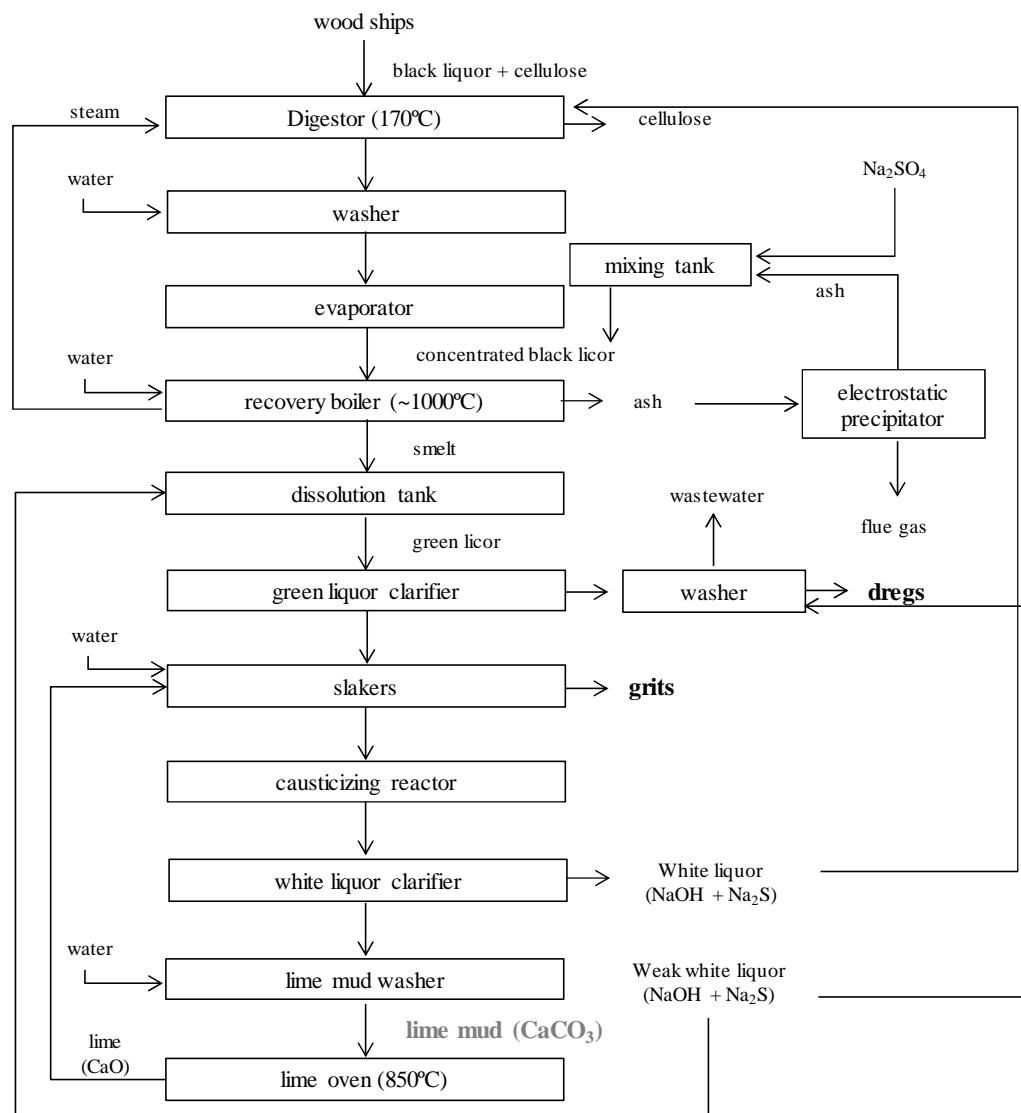 wood ships
black liquor + cellulose
steam
Digestor (170ºC)
cellulose
water
Na₂SO₄
washer
mixing tank
ash
evaporator
concentrated black licor
water
recovery boiler (~1000ºC)
ash
electrostatic
precipitator
smelt
dissolution tank
wastewater
flue gas
green licor
green liquor clarifier
washer
dregs
water
slakers
grits
causticizing reactor
white liquor clarifier
White liquor
(NaOH + Na₂S)
water
lime mud washer
Weak white liquor
(NaOH + Na₂S)
lime mud (CaCO₃)
lime
(CaO)
lime oven (850ºC)